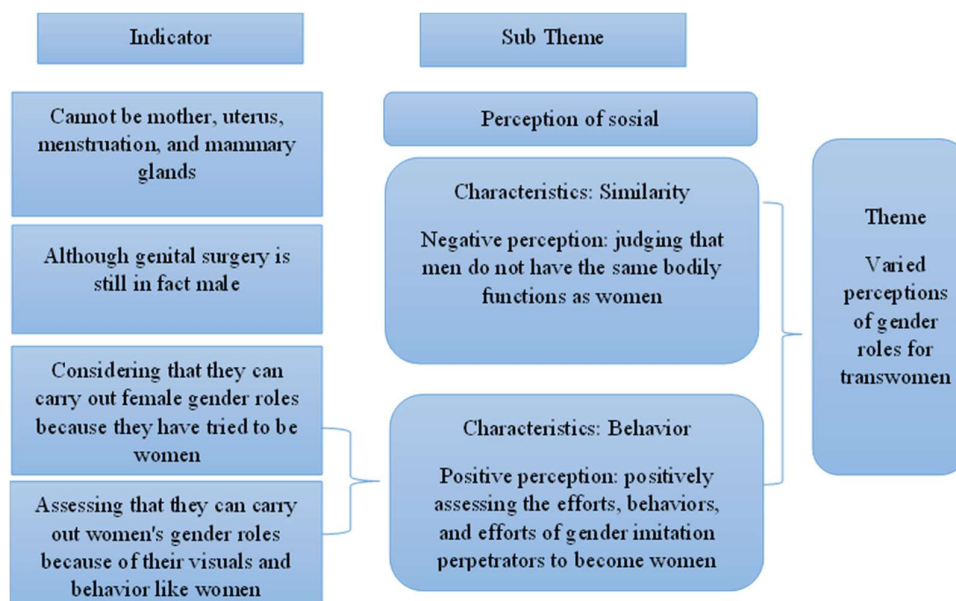 Indicator
Cannot be mother, uterus,
menstruation, and mammary
glands
Although genital surgery is
still in fact male
Considering that they can
carry out female gender roles
because they have tried to be
women
Assessing that they can carry
out women's gender roles
because of their visuals and
behavior like women
Sub Theme
Perception of sosial
Characteristics: Similarity
Negative perception: judging that
men do not have the same bodily
functions as women
Characteristics: Behavior
Positive perception: positively
assessing the efforts, behaviors,
and efforts of gender imitation
perpetrators to become women
Theme
Varied
perceptions
of gender
roles for
transwomen